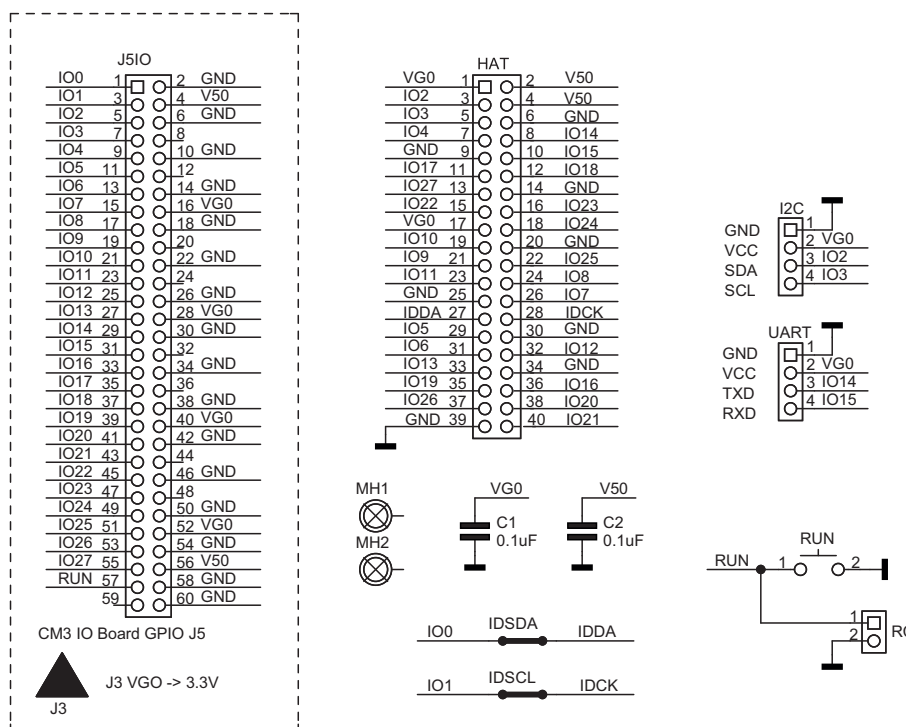 J5IO
IO0 1 2 GND
IO1 3 4 V50
IO2 5 6 GND
IO3 7 8
IO4 9 10 GND
IO5 11 12
IO6 13 14 GND
IO7 15 16 VG0
IO8 17 18 GND
IO9 19 20
IO10 21 22 GND
IO11 23 24
IO12 25 26 GND
IO13 27 28 VG0
IO14 29 30 GND
IO15 31 32
IO16 33 34 GND
IO17 35 36
IO18 37 38 GND
IO19 39 40 VG0
IO20 41 42 GND
IO21 43 44
IO22 45 46 GND
IO23 47 48
IO24 49 50 GND
IO25 51 52 VG0
IO26 53 54 GND
IO27 55 56 V50
RUN 57 58 GND
59 60 GND
CM3 IO Board GPIO J5
J3 VGO -> 3.3V
J3
HAT
VG0 1 2 V50
IO2 3 4 V50
IO3 5 6 GND
IO4 7 8 IO14
GND 9 10 IO15
IO17 11 12 IO18
IO27 13 14 GND
IO22 15 16 IO23
VG0 17 18 IO24
IO10 19 20 GND
IO9 21 22 IO25
IO11 23 24 IO8
GND 25 26 IO7
IDDA 27 28 IDCK
IO5 29 30 GND
IO6 31 32 IO12
IO13 33 34 GND
IO19 35 36 IO16
IO26 37 38 IO20
GND 39 40 IO21
MH1
MH2
VG0
C1
0.1uF
V50
C2
0.1uF
IO0 IDSDA IDDA
IO1 IDSCL IDCK
I2C
GND 1
VCC 2 VG0
SDA 3 IO2
SCL 4 IO3
UART
GND 1
VCC 2 VG0
TXD 3 IO14
RXD 4 IO15
RUN
RUN 1 2
1
2